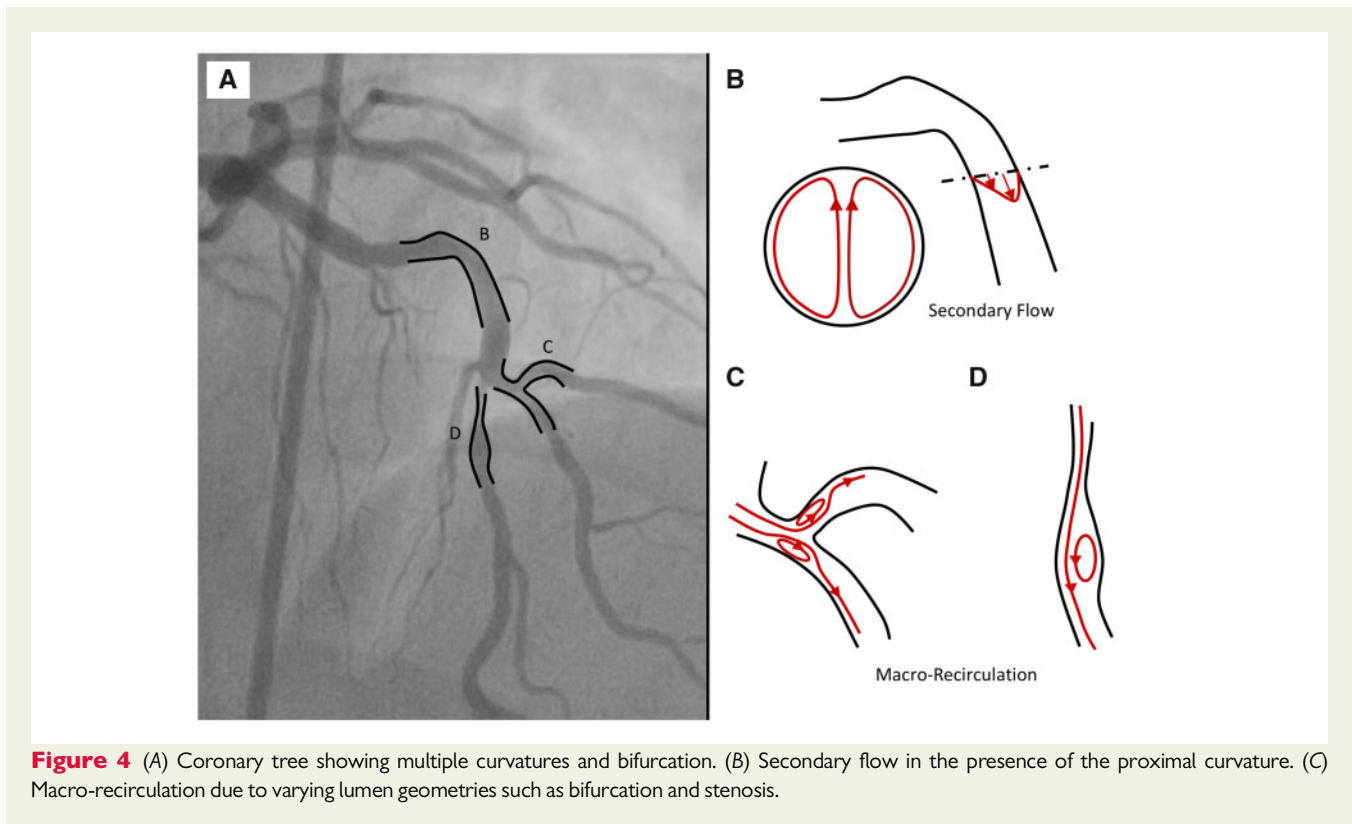 A
B
C
D
B
Secondary Flow
C
D
Macro-Recirculation
Figure 4 (A) Coronary tree showing multiple curvatures and bifurcation. (B) Secondary flow in the presence of the proximal curvature. (C)
Macro-recirculation due to varying lumen geometries such as bifurcation and stenosis.